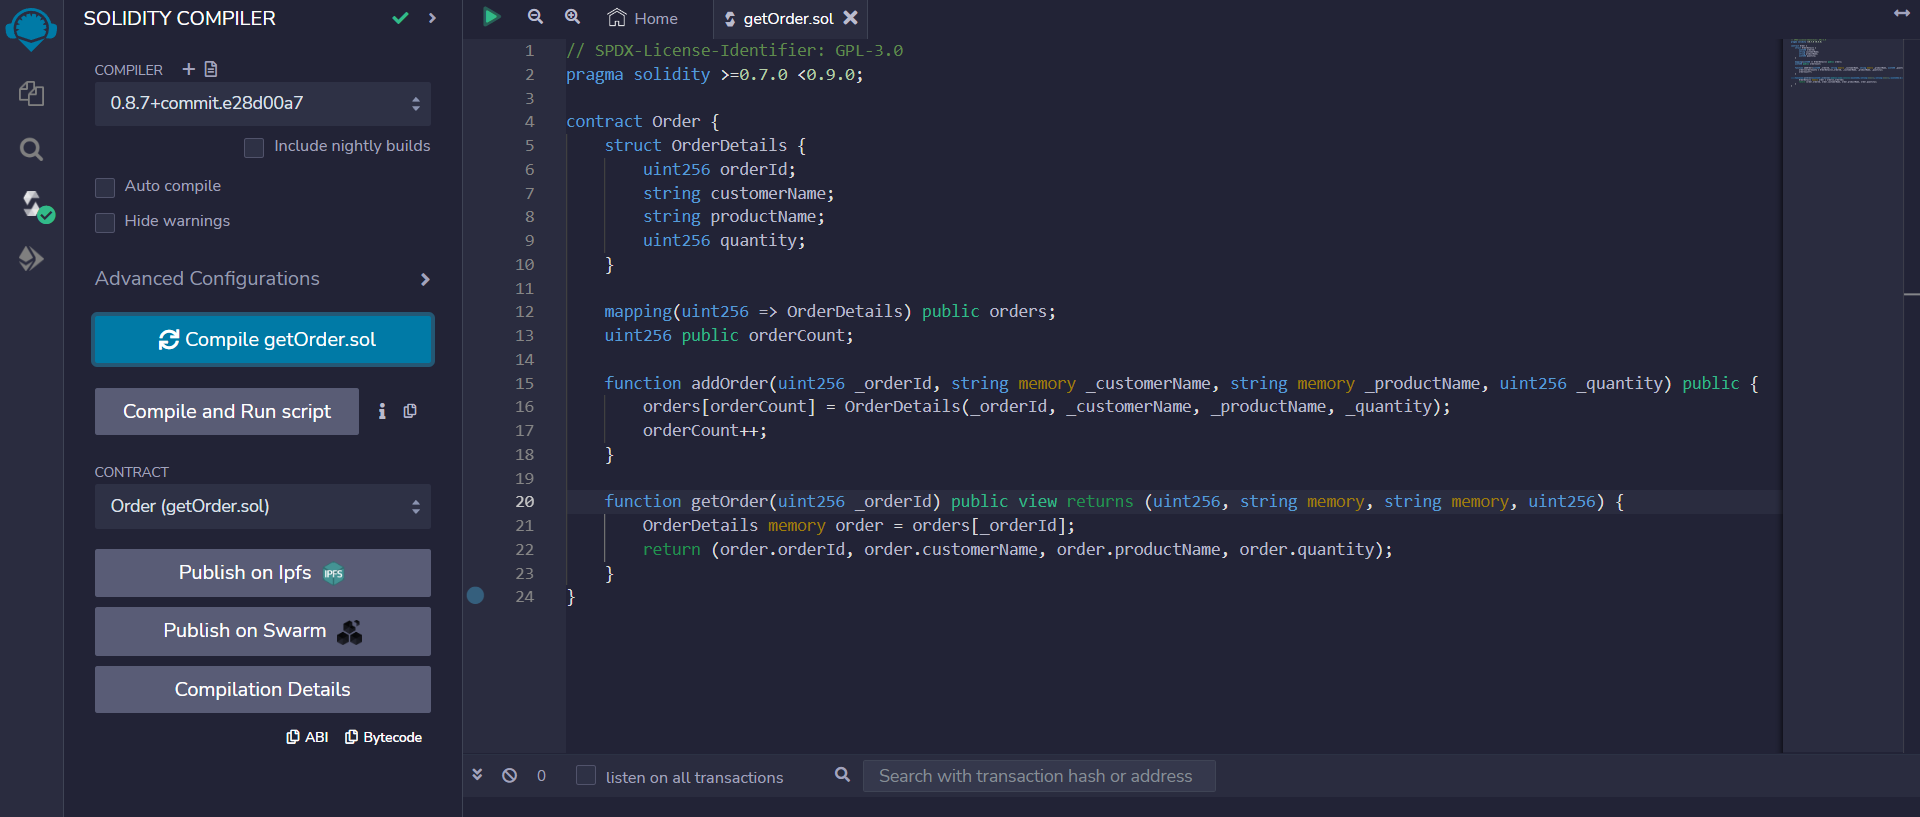 SOLIDITY COMPILER
COMPILER
0.8.7+commit.e28d00a7
Include nightly builds
Auto compile
Hide warnings
Advanced Configurations
Compile getOrder.sol
Compile and Run script
CONTRACT
Order (getOrder.sol)
Publish on Ipfs IPFS
Publish on Swarm
Compilation Details
ABI Bytecode
Home getOrder.sol
1 // SPDX-License-Identifier: GPL-3.0
2 pragma solidity >=0.7.0 <0.9.0;
3
4 contract Order {
5 struct OrderDetails {
6 uint256 orderId;
7 string customerName;
8 string productName;
9 uint256 quantity;
10 }
11
12 mapping(uint256 => OrderDetails) public orders;
13 uint256 public orderCount;
14
15 function addOrder(uint256 _orderId, string memory _customerName, string memory _productName, uint256 _quantity) public {
16 orders[orderCount] = OrderDetails(_orderId, _customerName, _productName, _quantity);
17 orderCount++;
18 }
19
20 function getOrder(uint256 _orderId) public view returns (uint256, string memory, string memory, uint256) {
21 OrderDetails memory order = orders[_orderId];
22 return (order.orderId, order.customerName, order.productName, order.quantity);
23 }
24 }
0 listen on all transactions Search with transaction hash or address